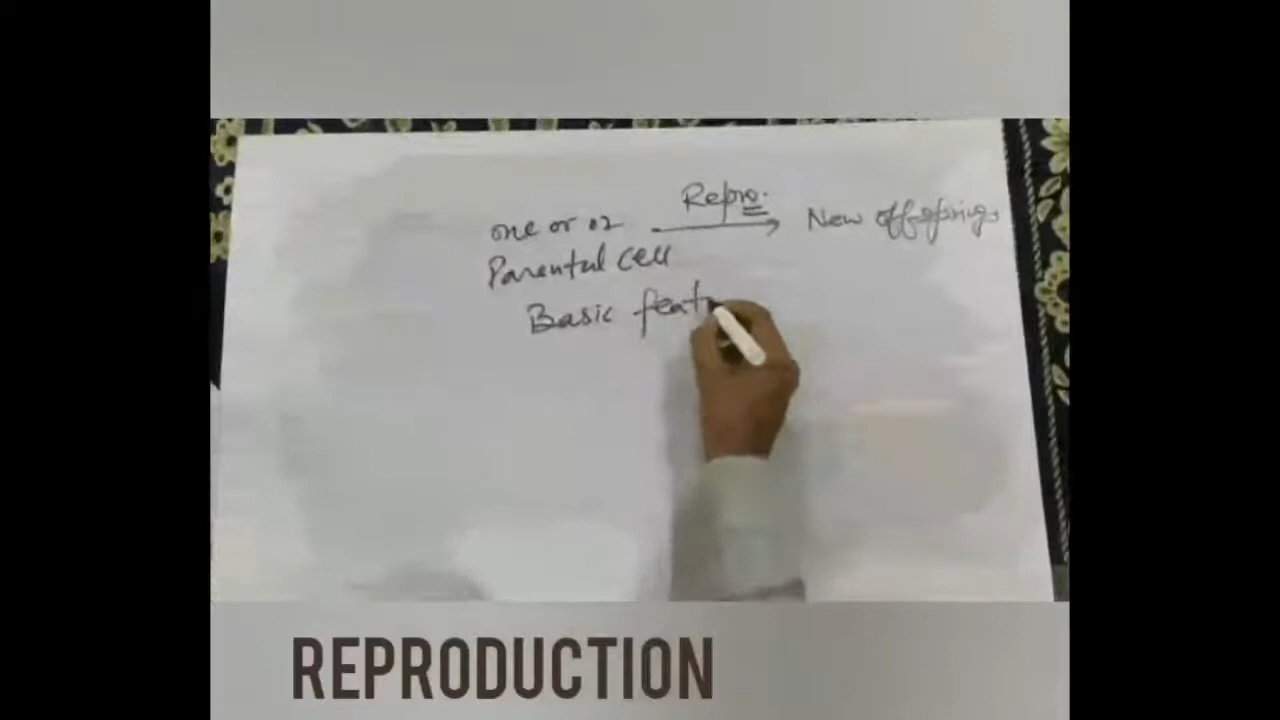 Repro.
one or 02 → New offsprings
Parental cell
Basic feat
REPRODUCTION